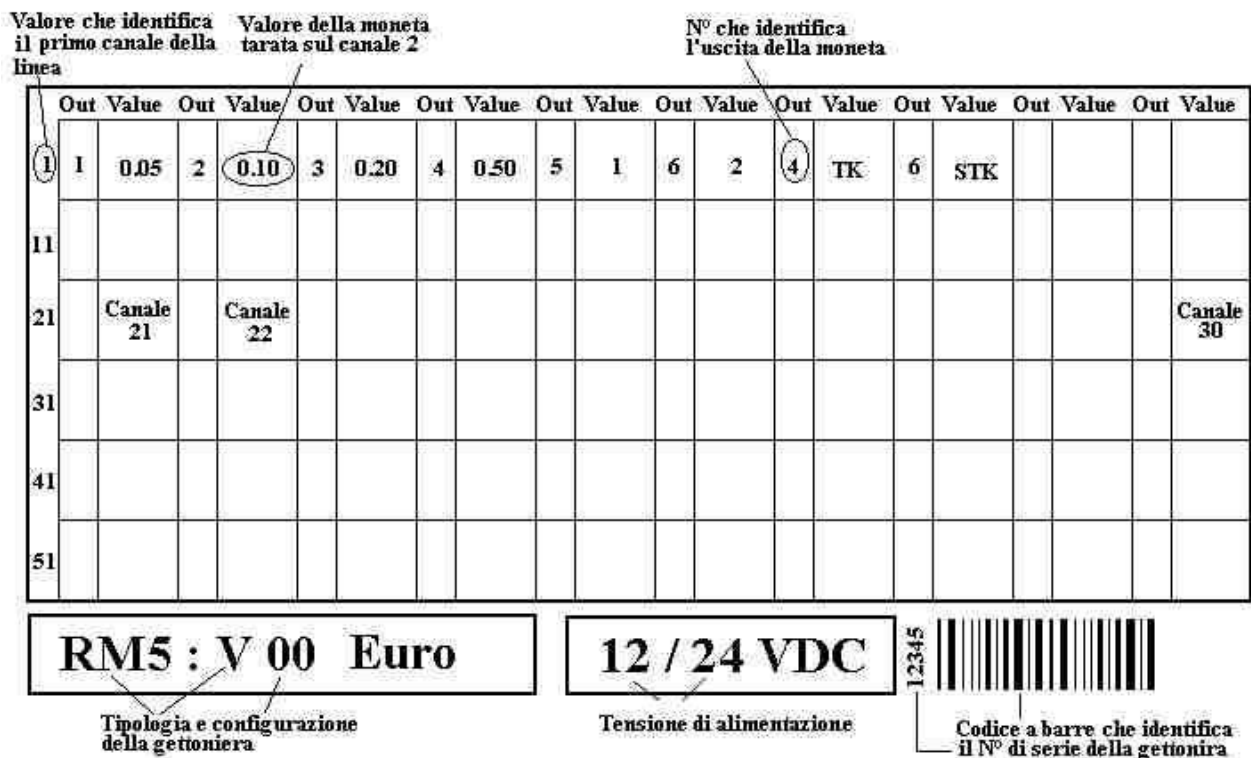 Valore che identifica
il primo canale della
linea
Valore della moneta
tarata sul canale 2
N° che identifica
l'uscita della moneta
Out Value Out Value Out Value Out Value Out Value Out Value Out Value Out Value Out Value Out Value
1 1 0.05 2 0.10 3 0.20 4 0.50 5 1 6 2 4 TK 6 STK
11
21 Canale 21 Canale 22 Canale 30
31
41
51
RM5 : V 00 Euro
12 / 24 VDC
12345
Tipologia e configurazione
della gettoniera
Tensione di alimentazione
Codice a barre che identifica
il N° di serie della gettonira